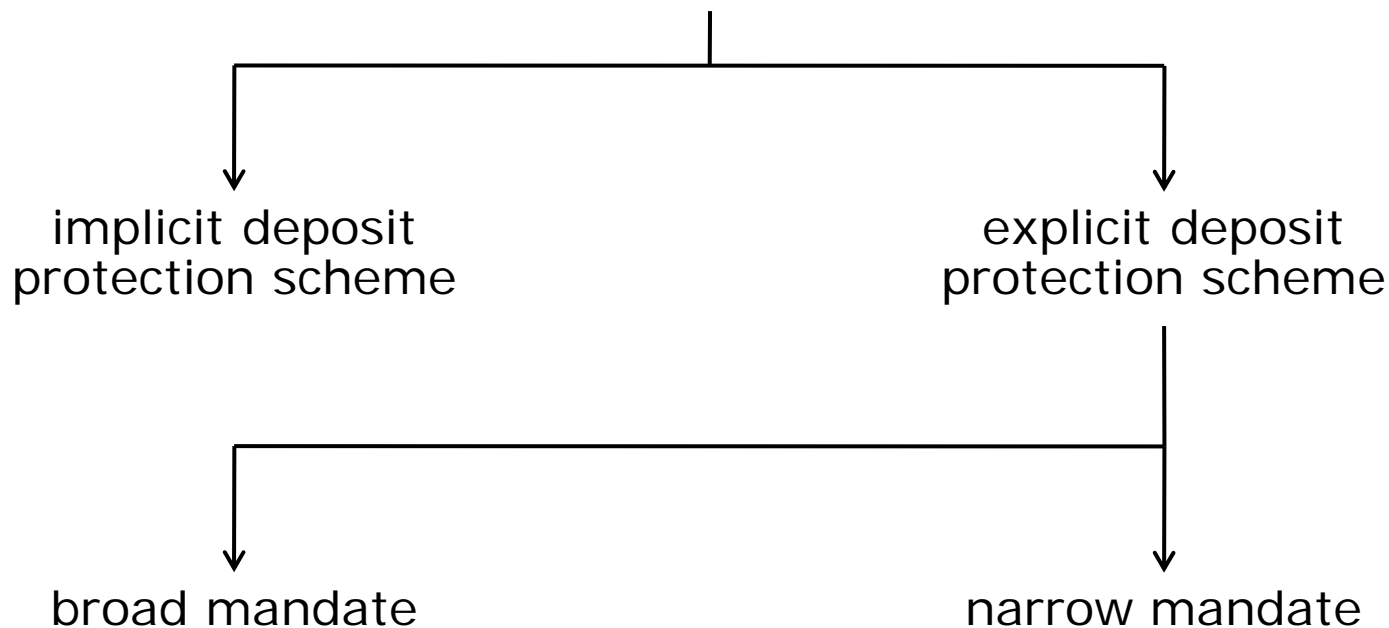 implicit deposit
protection scheme
explicit deposit
protection scheme
broad mandate
narrow mandate